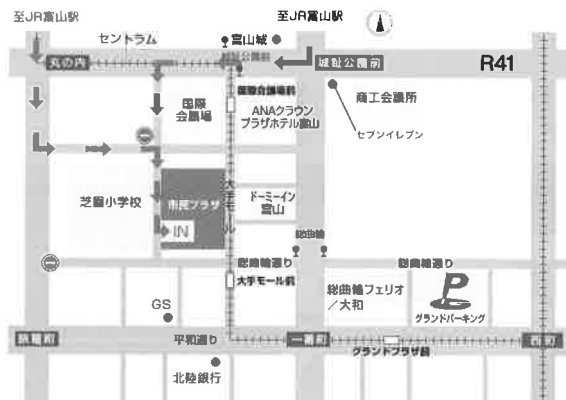 至JR富山駅
至JR富山駅
セントラム
富山城
城址公園前
丸の内
城址公園前
R41
国際会議場前
国際
会議場
ANAクラウン
プラザホテル富山
商工会議所
セブンイレブン
芝園小学校
市民プラザ
IN
大手モール
ドーミーイン
富山
総曲輪
総曲輪通り
総曲輪通り
大手モール前
総曲輪フェリオ
／大和
P
グランドパーキング
GS
平和通り
一番町
グランドプラザ前
西町
北陸銀行